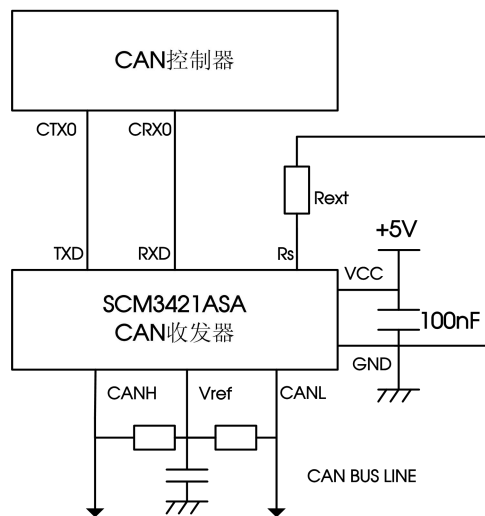 CAN控制器
CTX0
CRX0
Rext
+5V
TXD
RXD
Rs
VCC
SCM3421ASA
CAN收发器
100nF
GND
CANH
Vref
CANL
CAN BUS LINE